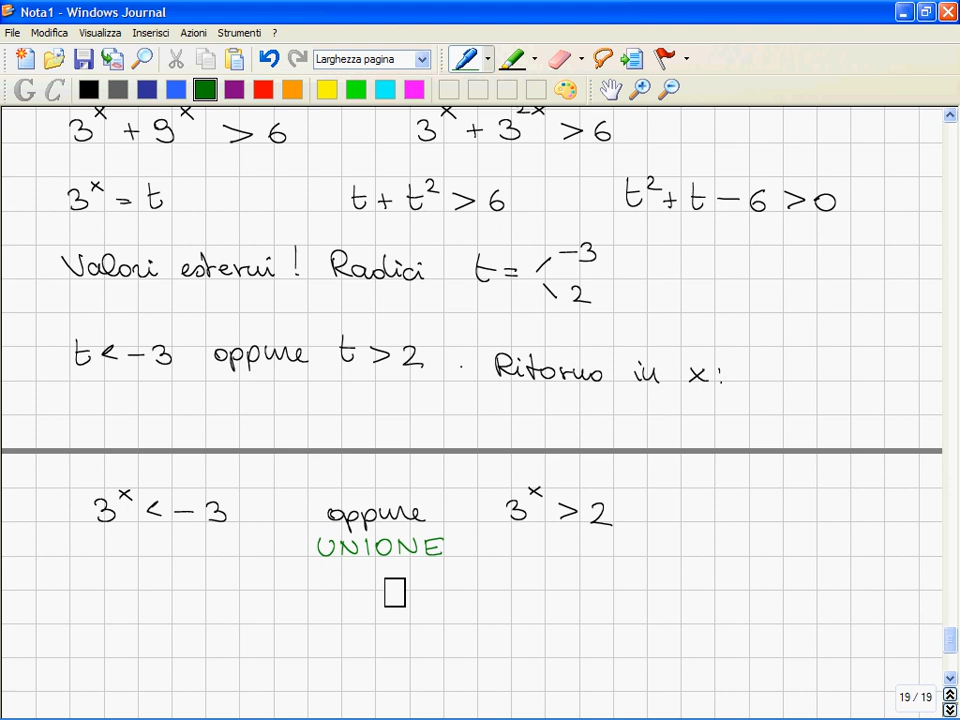 Nota1 - Windows Journal
File Modifica Visualizza Inserisci Azioni Strumenti ?
Larghezza pagina
G C
3^x + 9^x > 6 3^x + 3^2x > 6
3^x = t t + t² > 6 t² + t - 6 > 0
Valori esterni! Radici t = -3
2
t < -3 oppure t > 2 . Ritorno in x:
3^x < -3 oppure 3^x > 2
UNIONE
19 / 19